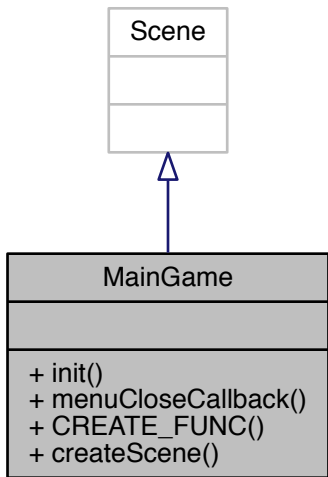 Scene
MainGame
+ init()
+ menuCloseCallback()
+ CREATE_FUNC()
+ createScene()